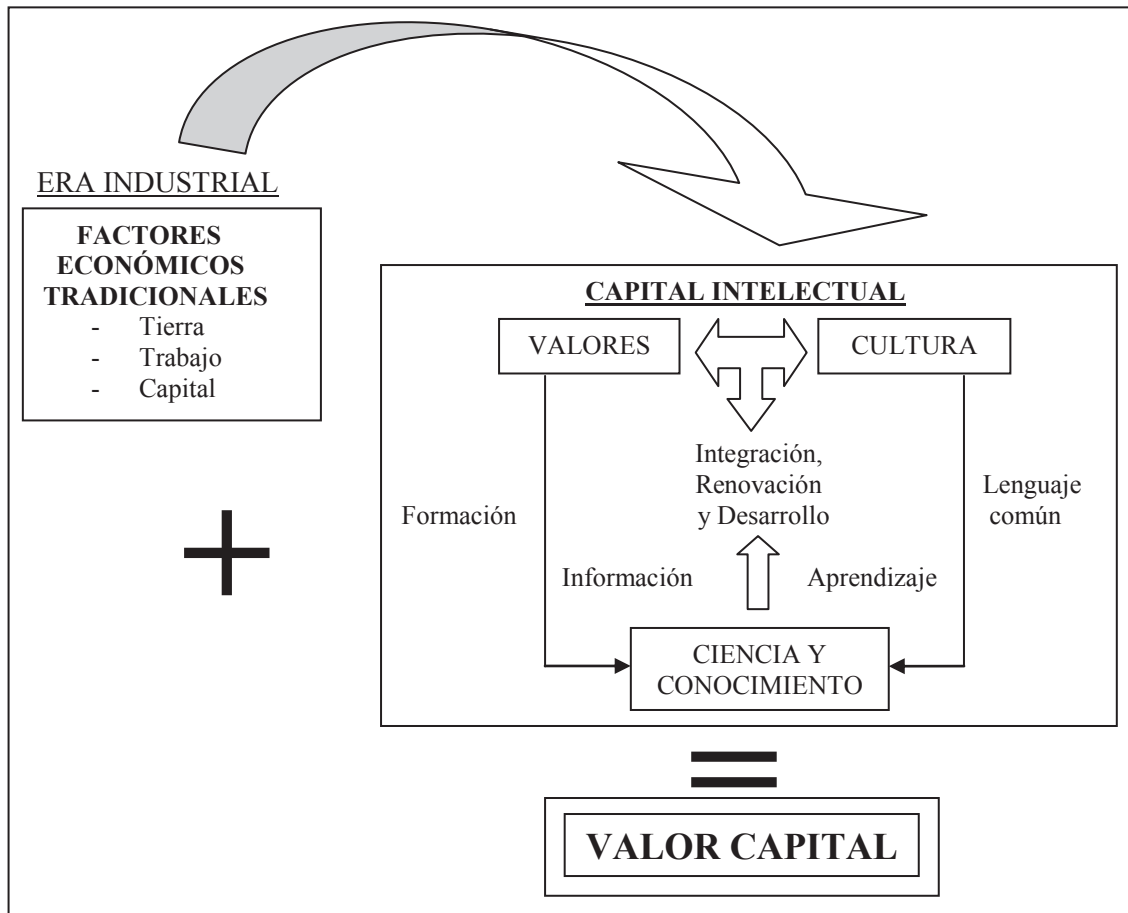 ERA INDUSTRIAL
FACTORES
ECONÓMICOS
TRADICIONALES
- Tierra
- Trabajo
- Capital
+
CAPITAL INTELECTUAL
VALORES
CULTURA
Integración,
Renovación
y Desarrollo
Formación
Lenguaje
común
Información
Aprendizaje
CIENCIA Y
CONOCIMIENTO
=
VALOR CAPITAL